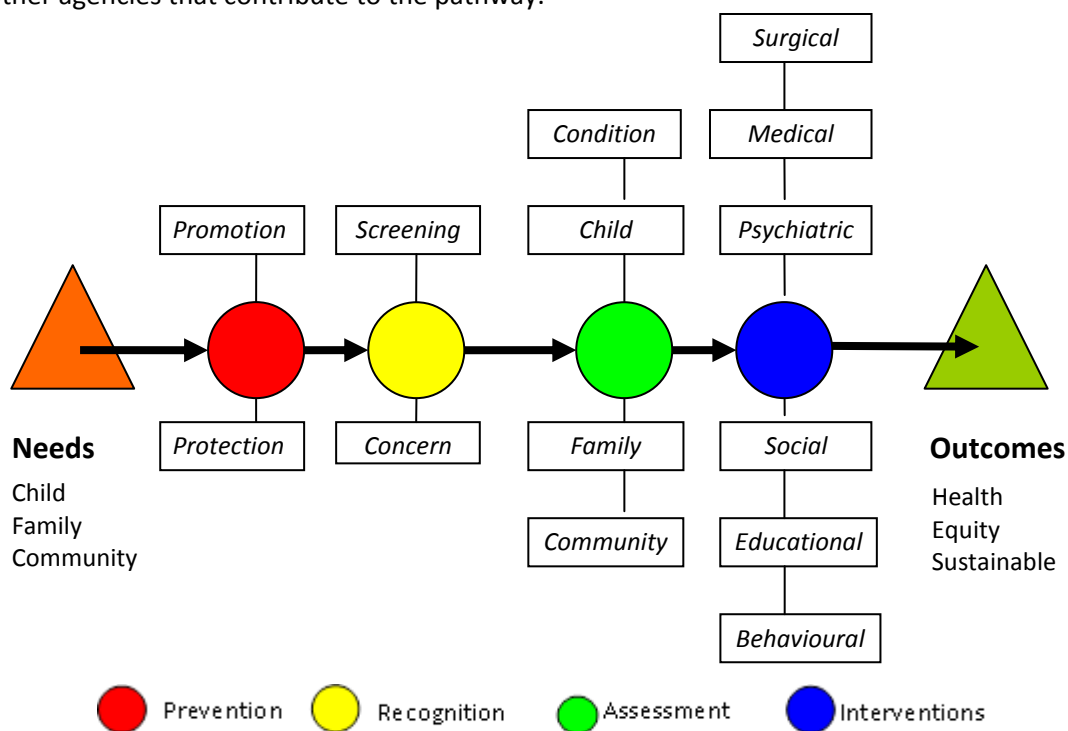 ther agencies that contribute to the pathway.
Surgical
Condition
Medical
Promotion
Screening
Child
Psychiatric
Protection
Concern
Family
Social
Community
Educational
Behavioural
Needs
Child
Family
Community
Outcomes
Health
Equity
Sustainable
Prevention
Recognition
Assessment
Interventions